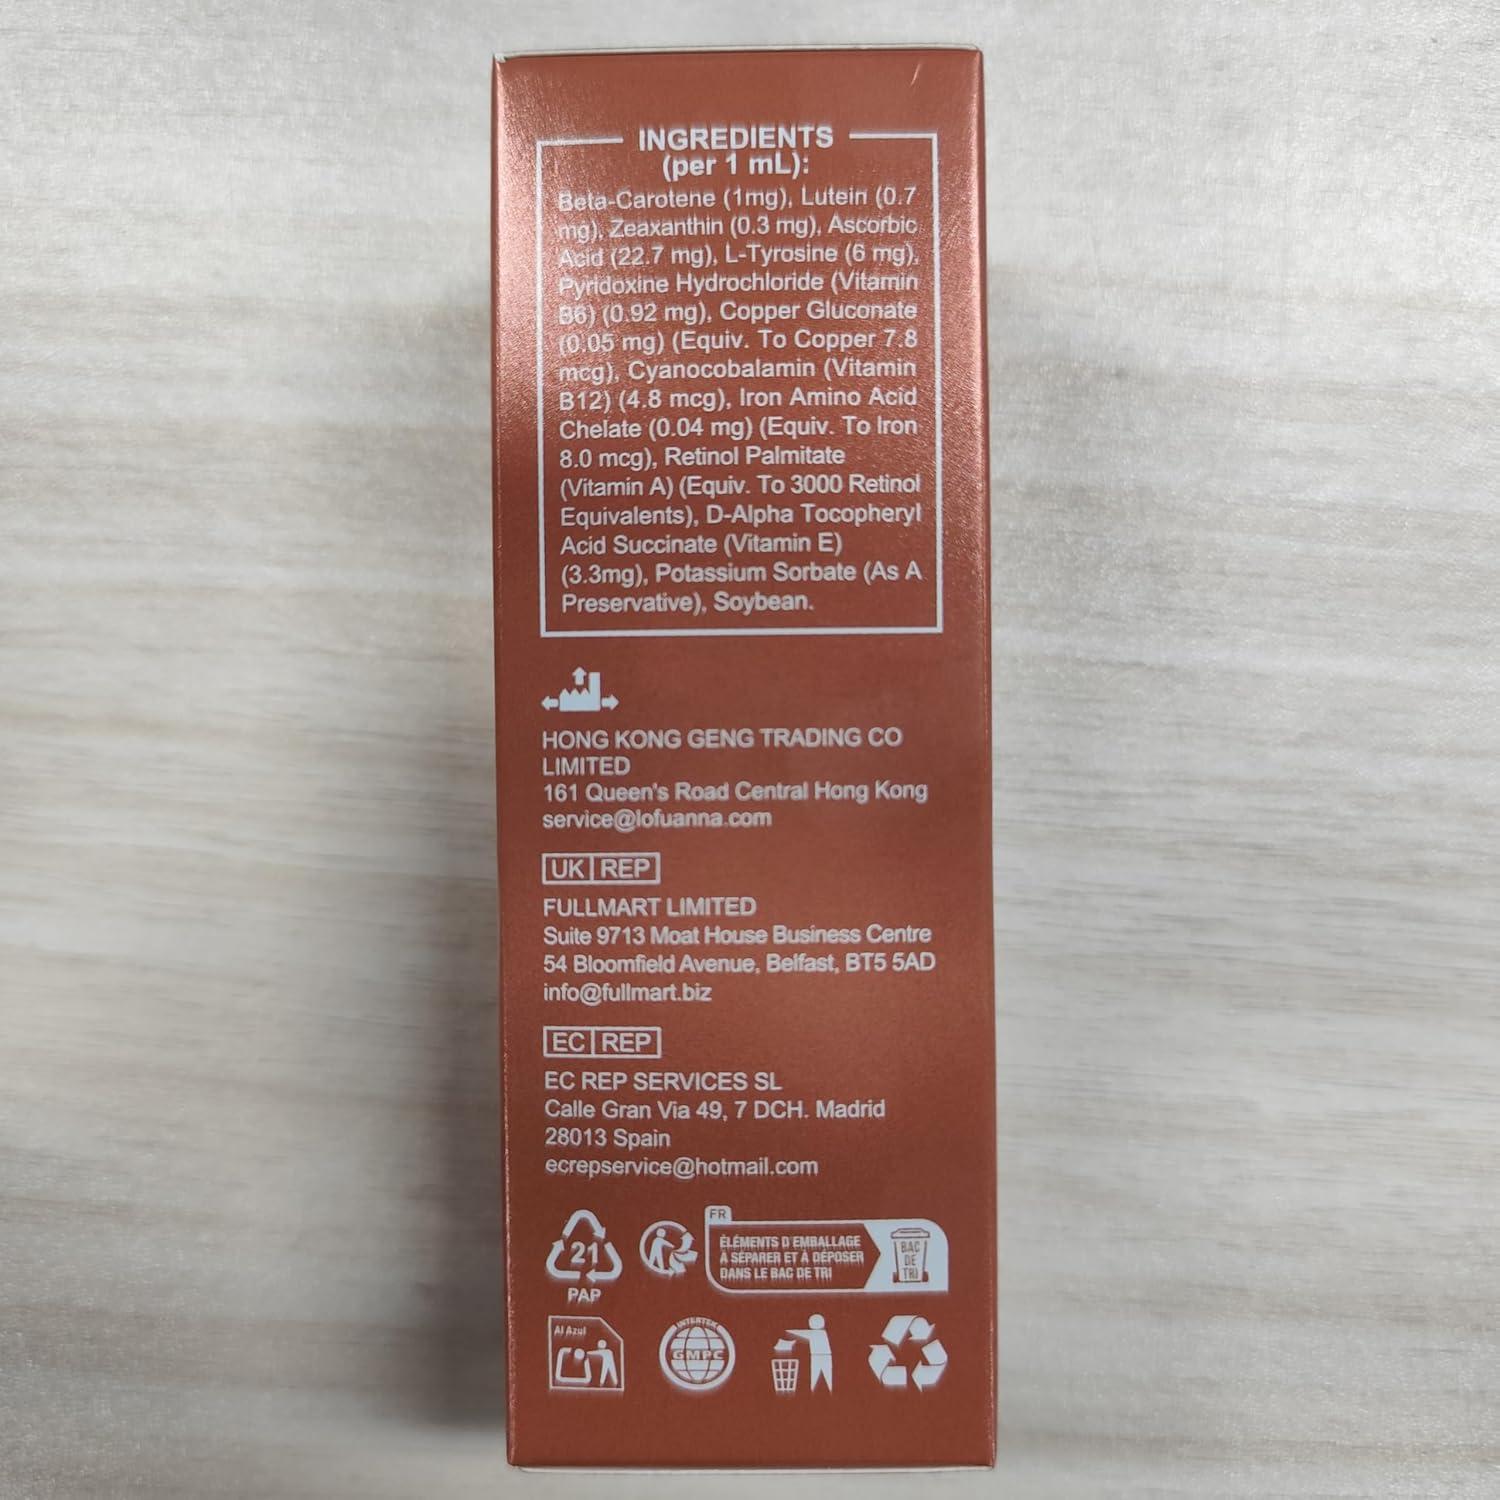 INGREDIENTS
(per 1 mL):
Beta-Carotene (1mg), Lutein (0.7
mg), Zeaxanthin (0.3 mg), Ascorbic
Acid (22.7 mg), L-Tyrosine (6 mg),
Pyridoxine Hydrochloride (Vitamin
B6) (0.92 mg), Copper Gluconate
(0.05 mg) (Equiv. To Copper 7.8
mcg), Cyanocobalamin (Vitamin
B12) (4.8 mcg), Iron Amino Acid
Chelate (0.04 mg) (Equiv. To Iron
8.0 mcg), Retinol Palmitate
(Vitamin A) (Equiv. To 3000 Retinol
Equivalents), D-Alpha Tocopheryl
Acid Succinate (Vitamin E)
(3.3mg), Potassium Sorbate (As A
Preservative), Soybean.
HONG KONG GENG TRADING CO
LIMITED
161 Queen's Road Central Hong Kong
service@lofuanna.com
UK REP
FULLMART LIMITED
Suite 9713 Moat House Business Centre
54 Bloomfield Avenue, Belfast, BT5 5AD
info@fullmart.biz
EC REP
EC REP SERVICES SL
Calle Gran Via 49, 7 DCH. Madrid
28013 Spain
ecrepservice@hotmail.com
21
PAP
FR
ÉLÉMENTS D'EMBALLAGE
À SÉPARER ET À DÉPOSER
DANS LE BAC DE TRI
BAC
DE
TRI
Al Azul
INTERTEK
GMPC